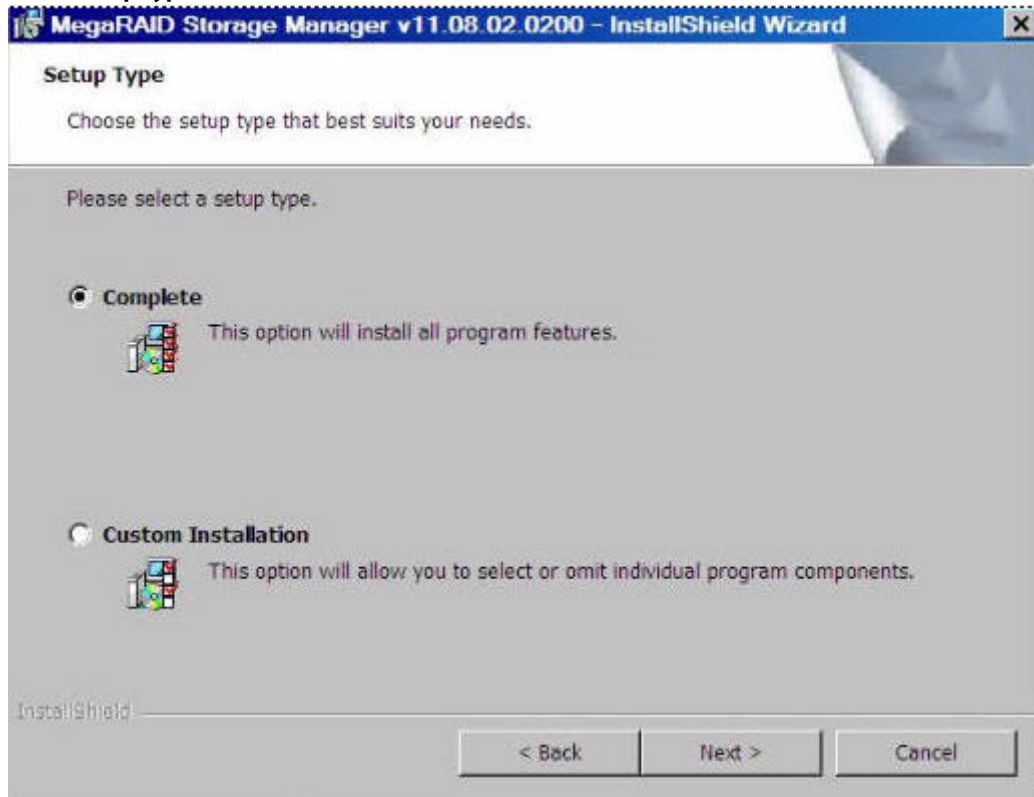 MegaRAID Storage Manager v11.08.02.0200 – InstallShield Wizard
Setup Type
Choose the setup type that best suits your needs.
Please select a setup type.
Complete
This option will install all program features.
Custom Installation
This option will allow you to select or omit individual program components.
InstallShield
< Back
Next >
Cancel